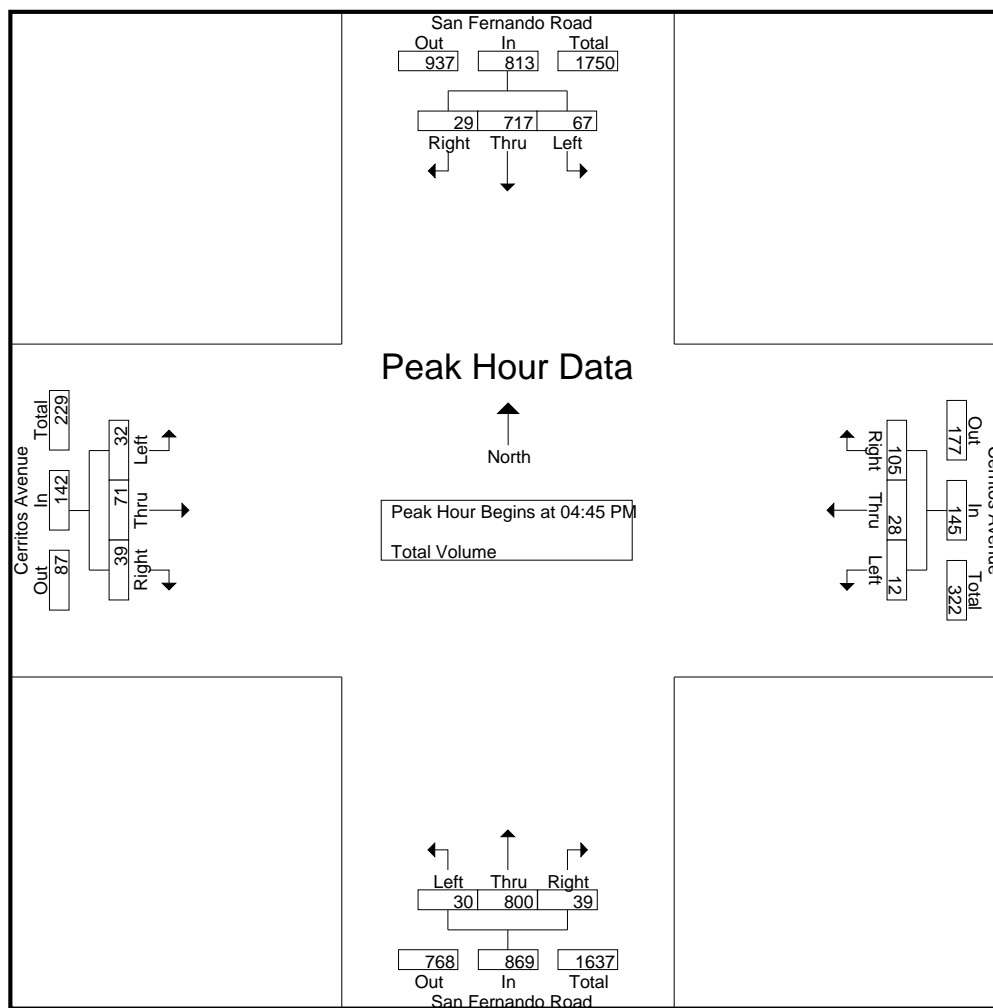 San Fernando Road
Out In Total
937 813 1750
29 717 67
Right Thru Left
Peak Hour Data
North
Peak Hour Begins at 04:45 PM
Total Volume
Cerritos Avenue
Out In Total
87 142 229
39 71 32
Right Thru Left
Out In Total
177 145 322
105 28 12
Right Thru Left
Left Thru Right
30 800 39
768 869 1637
Out In Total
San Fernando Road